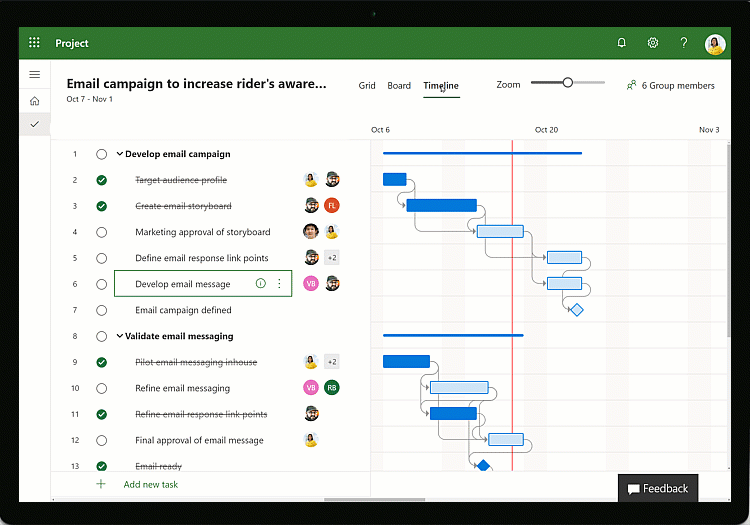 Project
?
Email campaign to increase rider's aware...
Oct 7 - Nov 1
Grid Board Timeline
Zoom
6 Group members
Oct 6 Oct 20 Nov 3
1 Develop email campaign
2 Target audience profile
3 Create email storyboard FL
4 Marketing approval of storyboard
5 Define email response link points +2
6 Develop email message VB
7 Email campaign defined
8 Validate email messaging
9 Pilot email messaging inhouse +2
10 Refine email messaging VB RB
11 Refine email response link points
12 Final approval of email message
13 Email ready
+ Add new task
Feedback